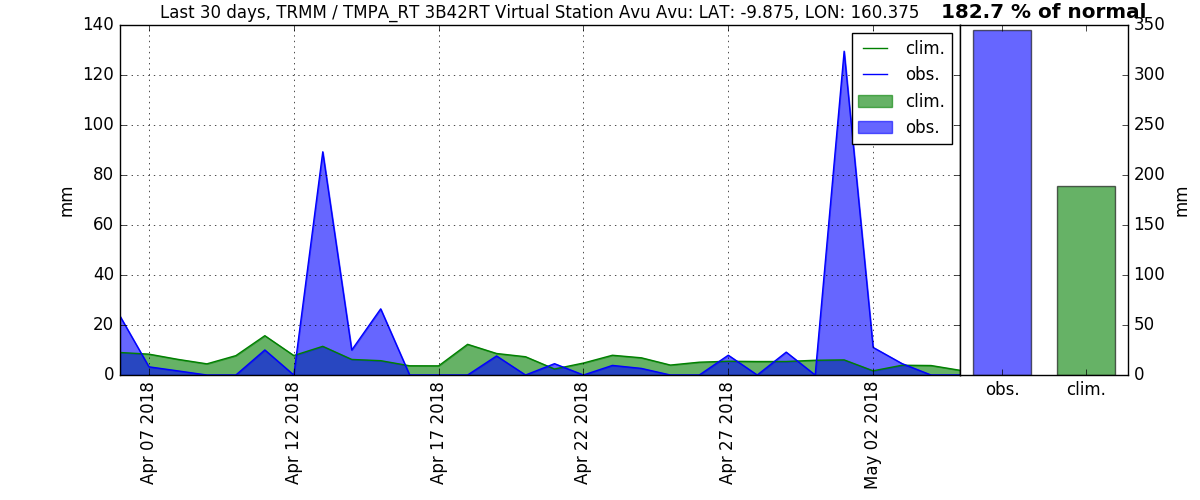 Last 30 days, TRMM / TMPA_RT 3B42RT Virtual Station Avu Avu: LAT: -9.875, LON: 160.375
182.7 % of normal
140
120
100
80
60
40
20
0
mm
clim.
obs.
clim.
obs.
Apr 07 2018
Apr 12 2018
Apr 17 2018
Apr 22 2018
Apr 27 2018
May 02 2018
350
300
250
200
150
100
50
0
mm
obs.
clim.